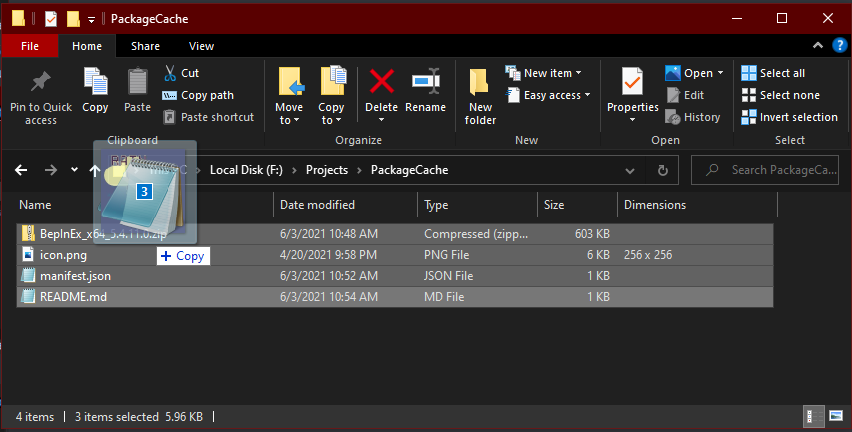 PackageCache
File Home Share View
Pin to Quick access
Copy
Paste
Cut
Copy path
Paste shortcut
Clipboard
Move to
Copy to
Delete
Rename
Organize
New folder
New item
Easy access
New
Properties
Open
Edit
History
Open
Select all
Select none
Invert selection
Select
Local Disk (F:) Projects PackageCache
Search PackageCa...
Name Date modified Type Size Dimensions
BepInEx_x64_5.4.11.0.zip 6/3/2021 10:48 AM Compressed (zipp... 603 KB
icon.png 4/20/2021 9:58 PM PNG File 6 KB 256 x 256
manifest.json 6/3/2021 10:52 AM JSON File 1 KB
README.md 6/3/2021 10:54 AM MD File 1 KB
3
+ Copy
4 items 3 items selected 5.96 KB